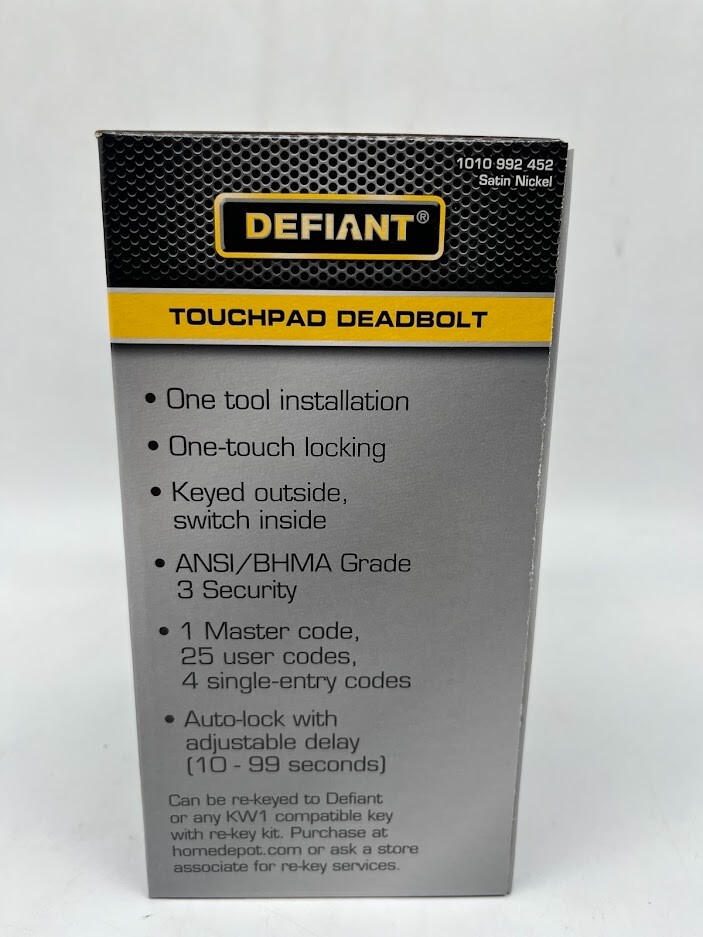 1010 992 452
Satin Nickel
DEFIANT®
TOUCHPAD DEADBOLT
• One tool installation
• One-touch locking
• Keyed outside,
switch inside
• ANSI/BHMA Grade
3 Security
• 1 Master code,
25 user codes,
4 single-entry codes
• Auto-lock with
adjustable delay
(10 - 99 seconds)
Can be re-keyed to Defiant
or any KW1 compatible key
with re-key kit. Purchase at
homedepot.com or ask a store
associate for re-key services.